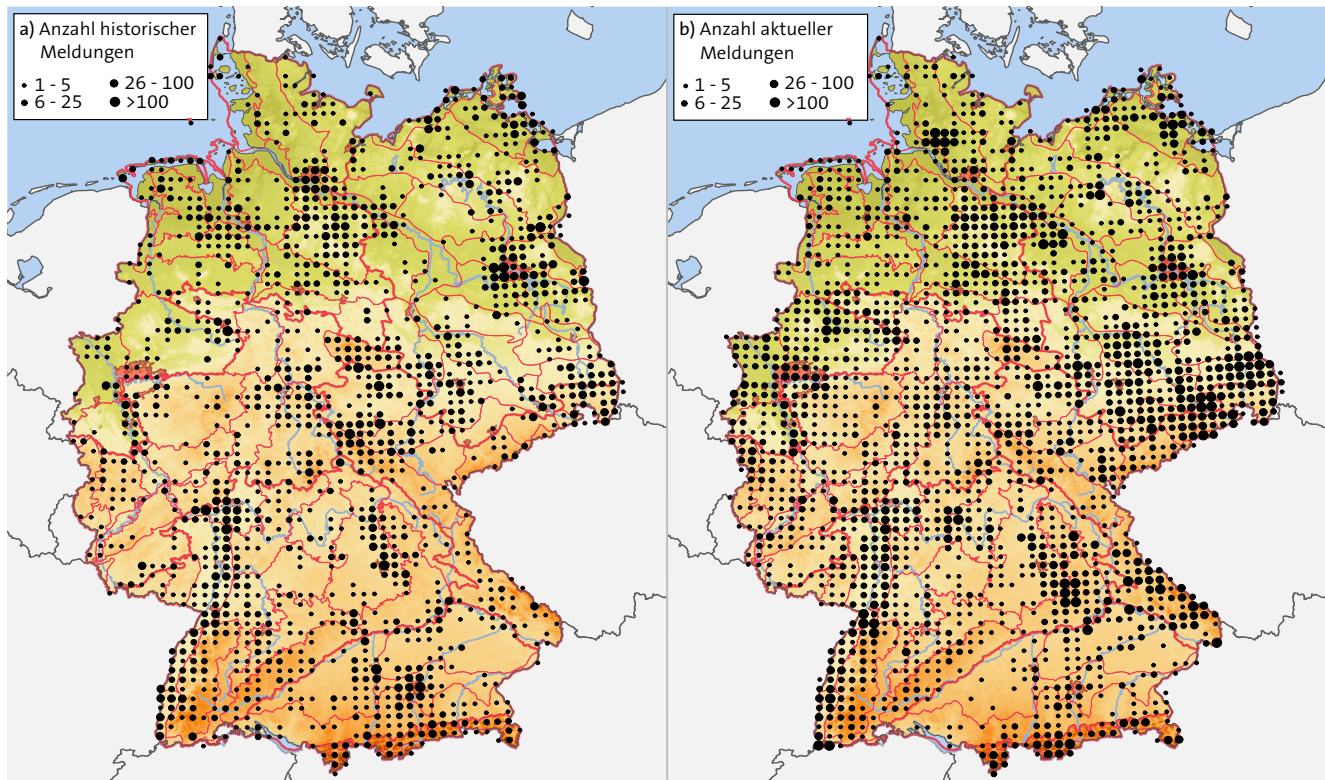 a) Anzahl historischer
Meldungen
1 - 5
26 - 100
6 - 25
>100
b) Anzahl aktueller
Meldungen
1 - 5
26 - 100
6 - 25
>100